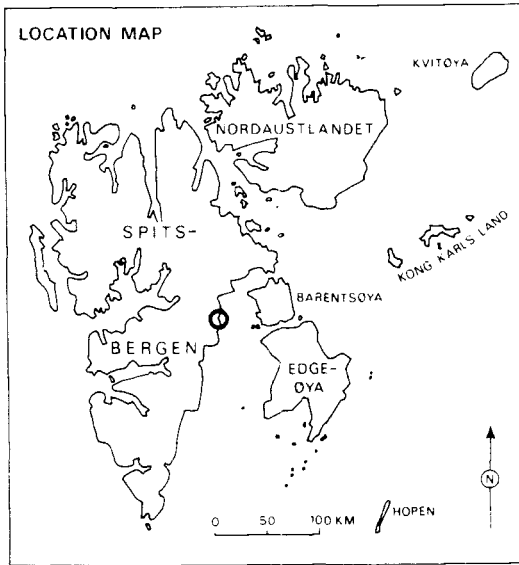 LOCATION MAP
KVITØYA
NORDAUSTLANDET
SPITS-
KONG KARLS LAND
BARENTSØYA
BERGEN
EDGE-
ØYA
N
0 50 100 KM
HOPEN